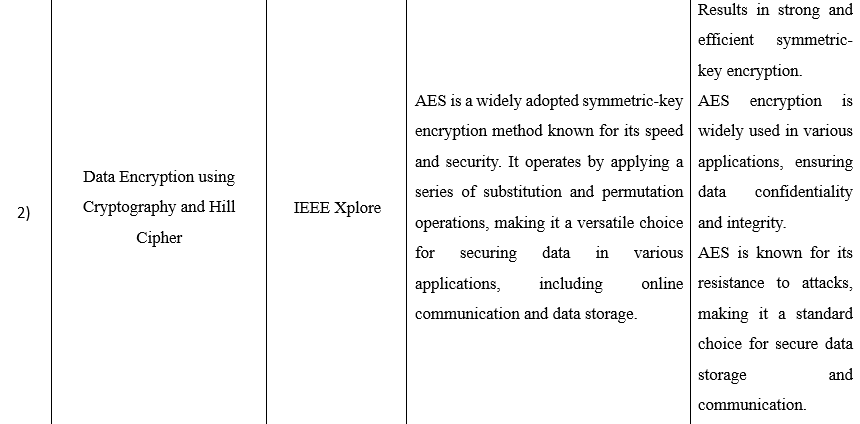 2)
Data Encryption using
Cryptography and Hill
Cipher
IEEE Xplore
AES is a widely adopted symmetric-key
encryption method known for its speed
and security. It operates by applying a
series of substitution and permutation
operations, making it a versatile choice
for securing data in various
applications, including online
communication and data storage.
Results in strong and
efficient symmetric-
key encryption.
AES encryption is
widely used in various
applications, ensuring
data confidentiality
and integrity.
AES is known for its
resistance to attacks,
making it a standard
choice for secure data
storage and
communication.